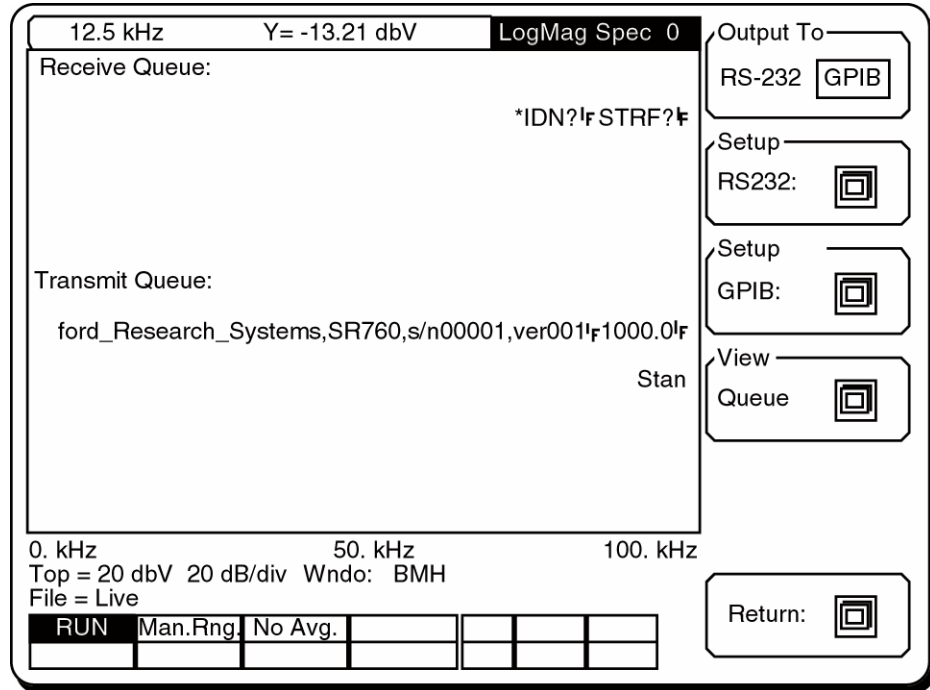 12.5 kHz Y= -13.21 dbV LogMag Spec 0
Receive Queue:
*IDN?LFSTRF?LF
Transmit Queue:
ford_Research_Systems,SR760,s/n00001,ver001LF1000.0LF
Stan
0. kHz 50. kHz 100. kHz
Top = 20 dbV 20 dB/div Wndo: BMH
File = Live
RUN Man.Rng. No Avg.
Output To
RS-232 GPIB
Setup
RS232:
Setup
GPIB:
View
Queue
Return: